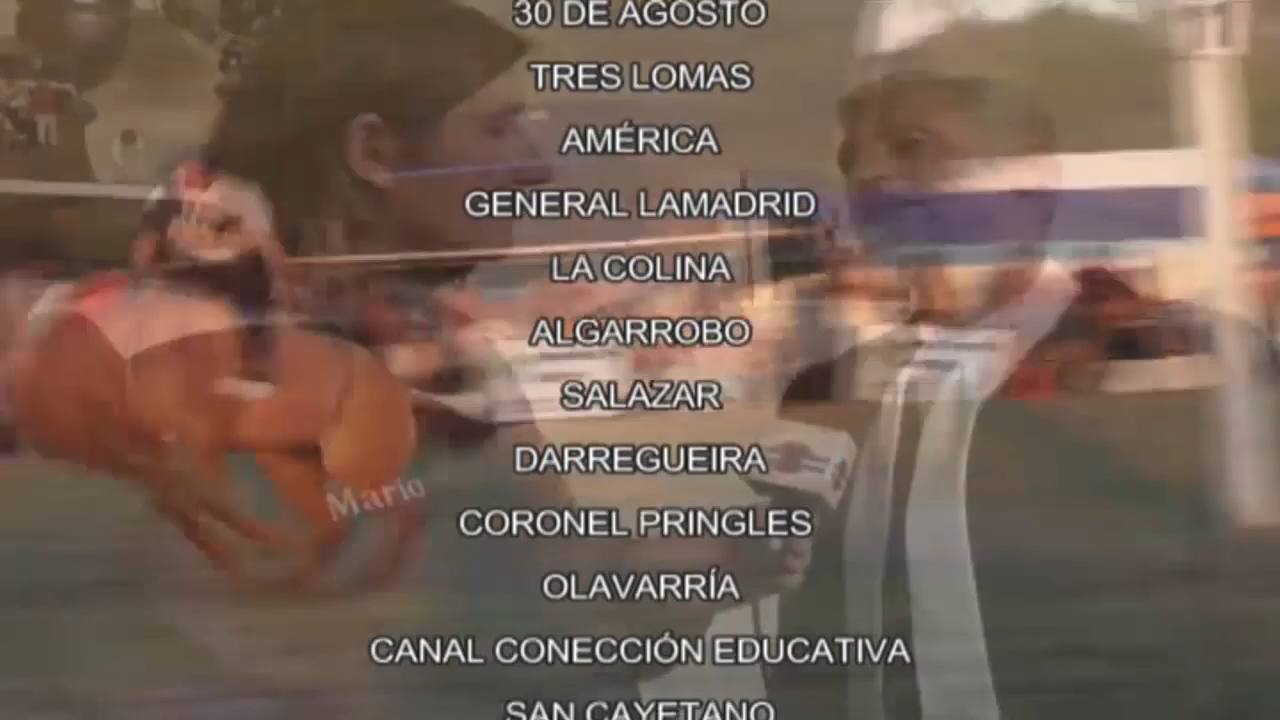 30 DE AGOSTO
TRES LOMAS
AMÉRICA
GENERAL LAMADRID
LA COLINA
ALGARROBO
SALAZAR
DARREGUEIRA
Mario
CORONEL PRINGLES
OLAVARRÍA
CANAL CONECCIÓN EDUCATIVA
SAN CAYETANO